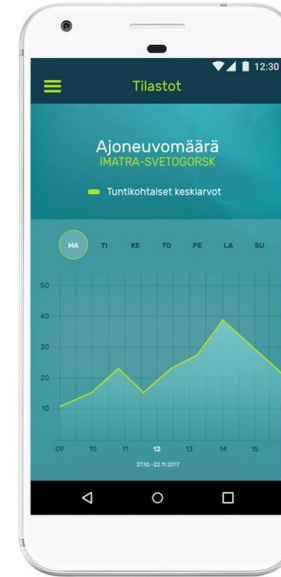 12:30
Tilastot
Ajoneuvomäärä
IMATRA-SVETOGORSK
Tuntikohtaiset keskiarvot
MA TI KE TO PE LA SU
50
40
30
20
10
09 10 11 12 13 14 15
27.10.-22.11.2017